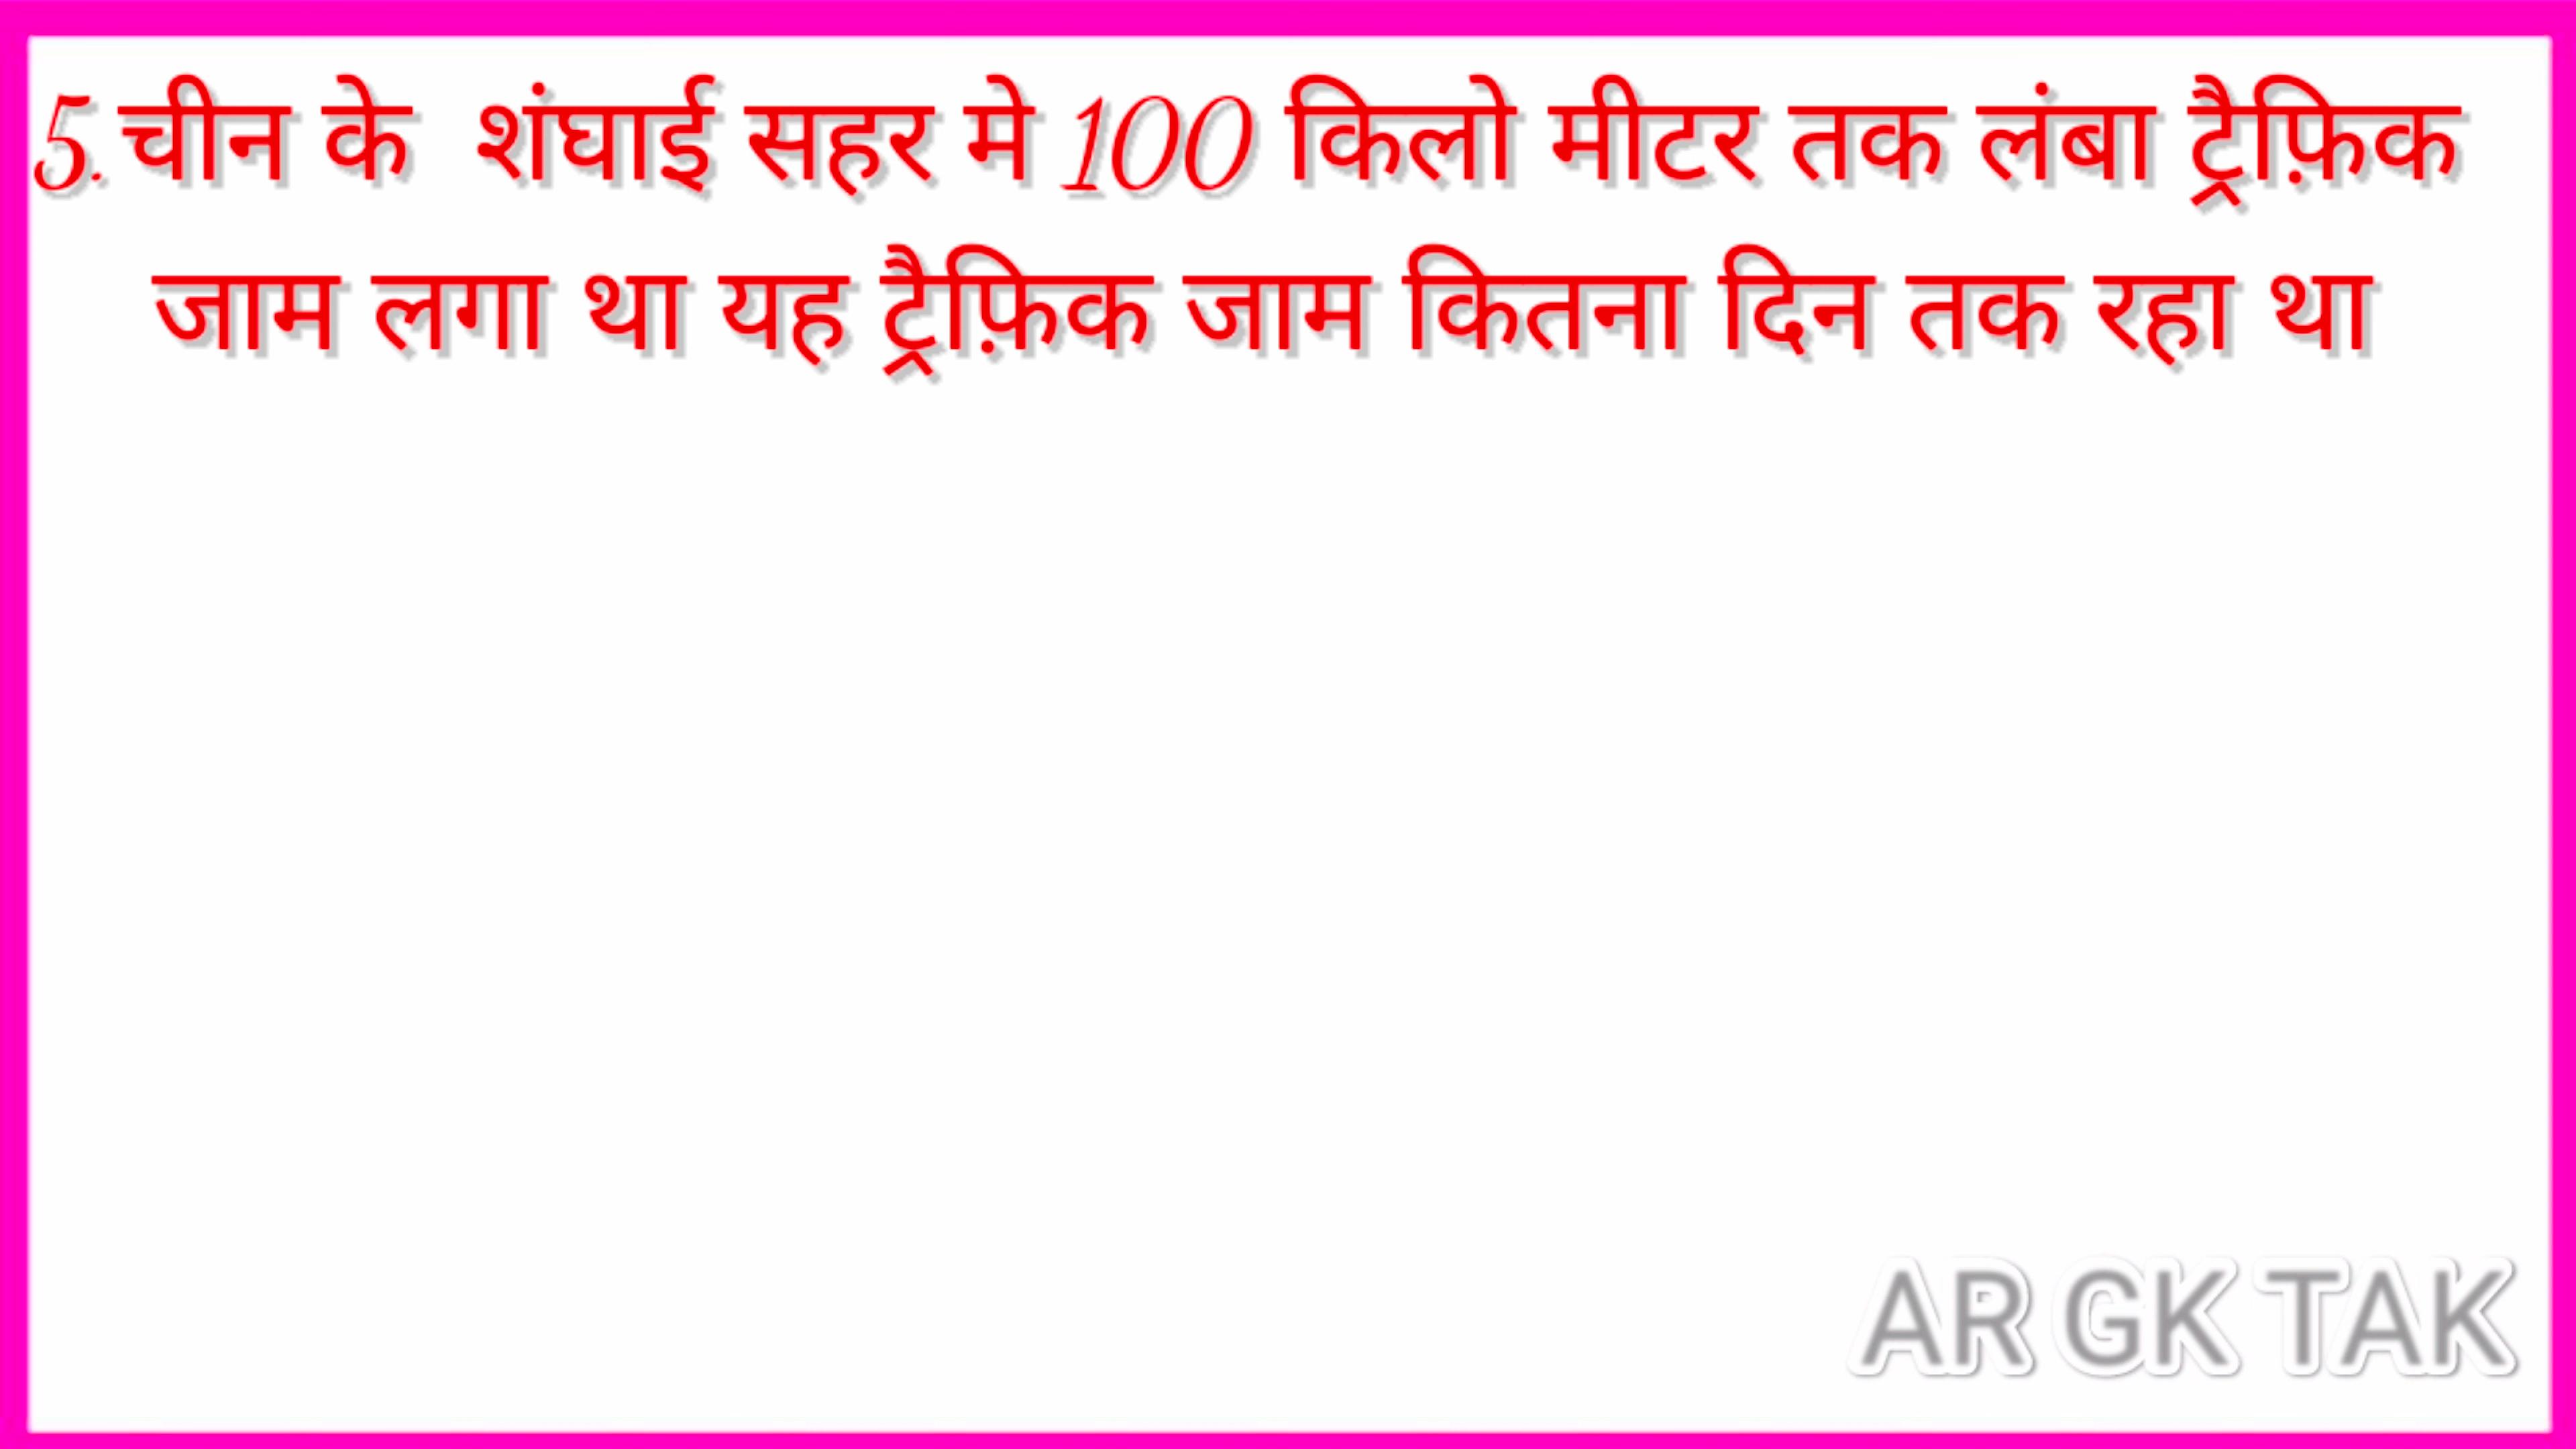 5. चीन के शंघाई सहर मे 100 किलो मीटर तक लंबा ट्रैफ़िक
जाम लगा था यह ट्रैफ़िक जाम कितना दिन तक रहा था
AR GK TAK